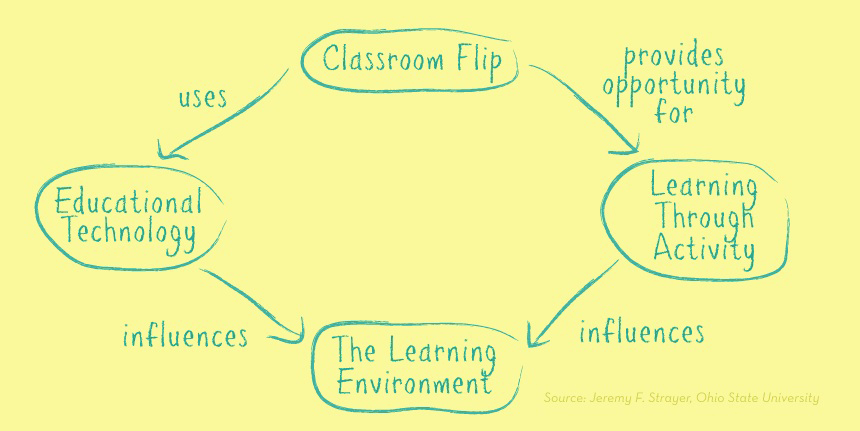 Classroom Flip
uses
provides
opportunity
for
Educational
Technology
Learning
Through
Activity
influences
influences
The Learning
Environment
Source: Jeremy F. Strayer, Ohio State University